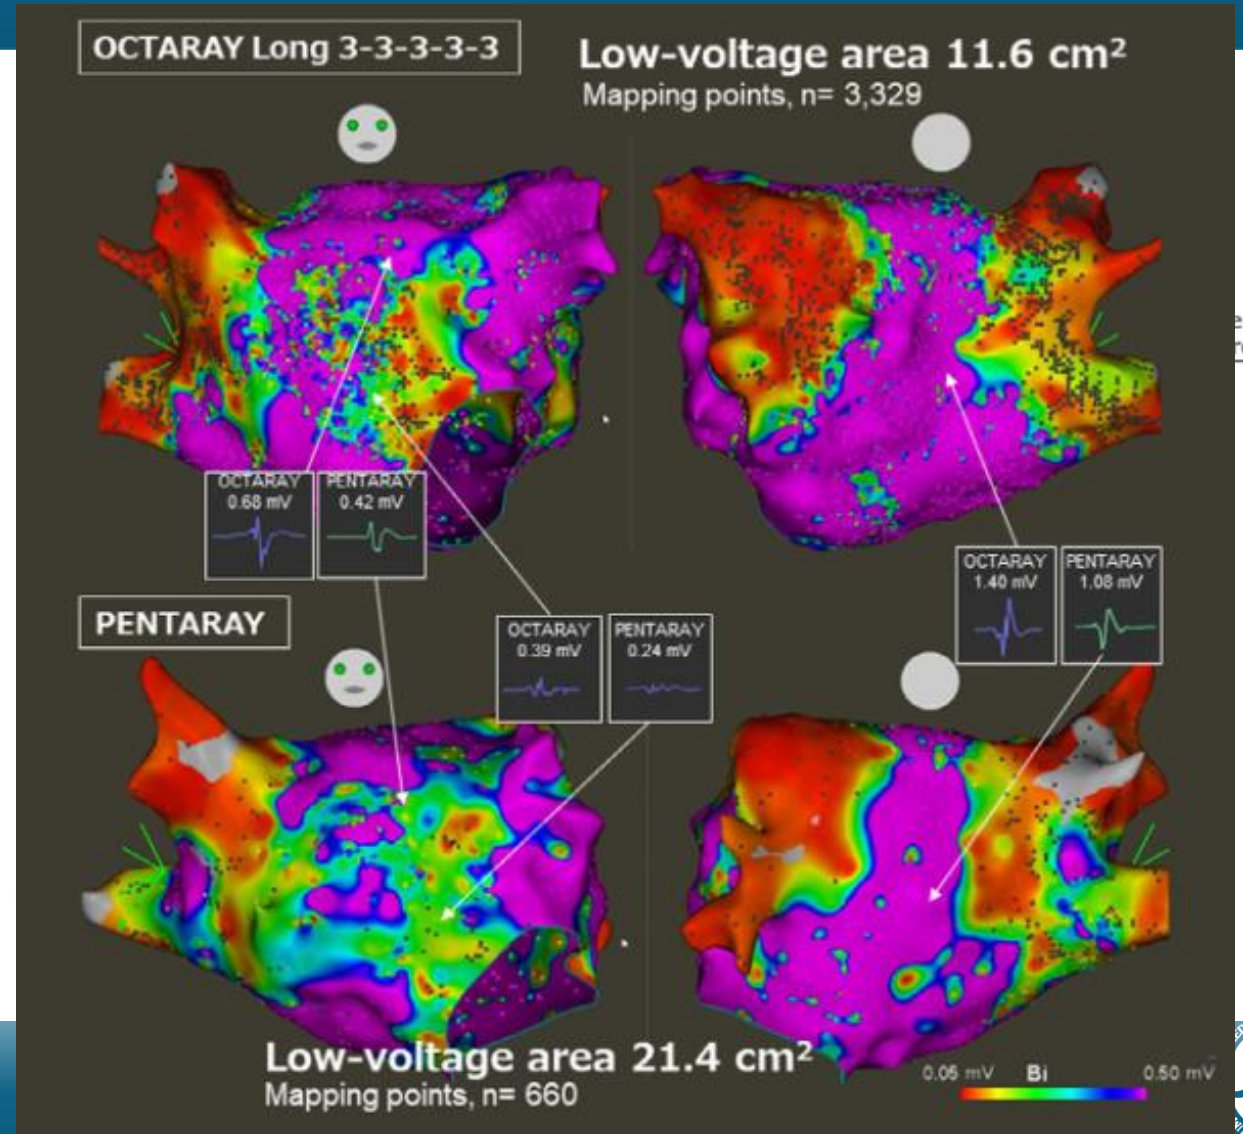 OCTARAY Long 3-3-3-3-3
Low-voltage area 11.6 cm²
Mapping points, n= 3,329
OCTARAY
0.68 mV
PENTARAY
0.42 mV
OCTARAY
1.40 mV
PENTARAY
1.08 mV
PENTARAY
OCTARAY
0.39 mV
PENTARAY
0.24 mV
Low-voltage area 21.4 cm²
Mapping points, n= 660
0.05 mV Bi 0.50 mV